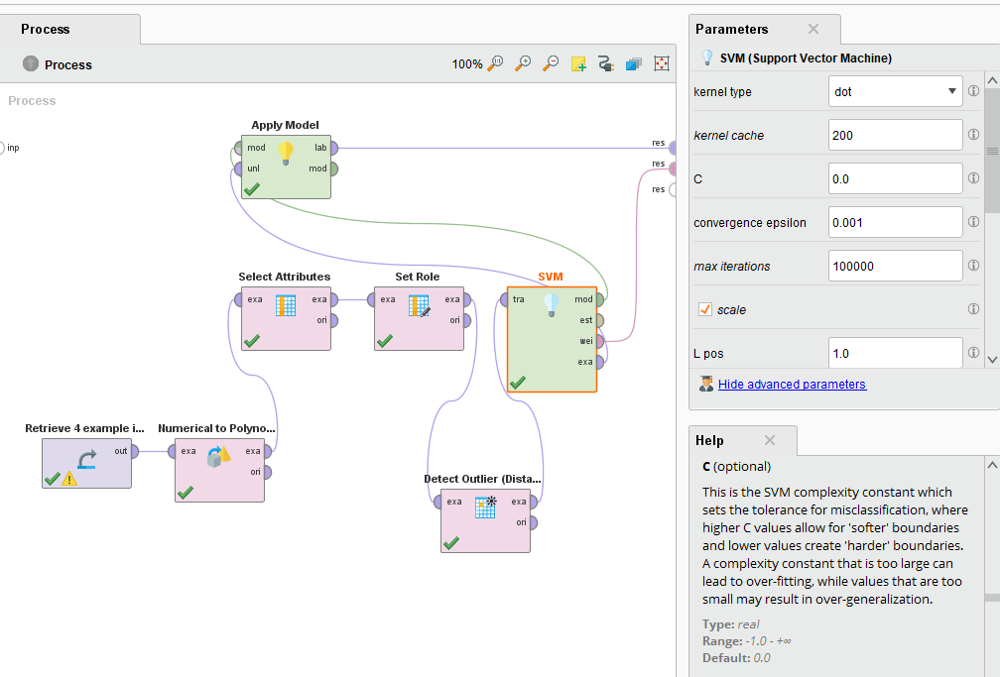 Process
Process
100%
Process
inp
Apply Model
mod
lab
unl
mod
res
res
res
Select Attributes
exa
exa
ori
Set Role
exa
exa
ori
SVM
tra
mod
est
wei
exa
Retrieve 4 example i...
out
Numerical to Polyno...
exa
exa
ori
Detect Outlier (Dista...
exa
exa
ori
Parameters
SVM (Support Vector Machine)
kernel type
dot
kernel cache
200
C
0.0
convergence epsilon
0.001
max iterations
100000
scale
L pos
1.0
Hide advanced parameters
Help
C (optional)
This is the SVM complexity constant which
sets the tolerance for misclassification, where
higher C values allow for 'softer' boundaries
and lower values create 'harder' boundaries.
A complexity constant that is too large can
lead to over-fitting, while values that are too
small may result in over-generalization.
Type: real
Range: -1.0 - +∞
Default: 0.0